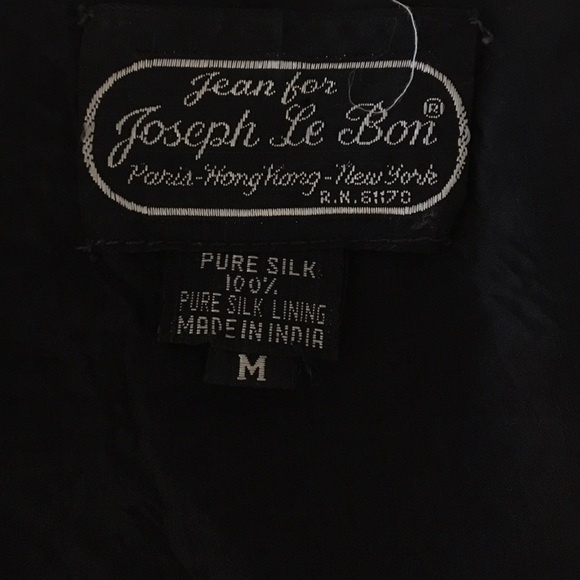 Jean for
Joseph Le Bon ®
Paris-Hong Kong-New York
R.N. 61170
PURE SILK
100%
PURE SILK LINING
MADE IN INDIA
M